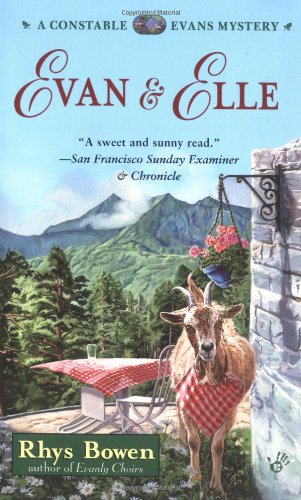 A CONSTABLE EVANS MYSTERY
EVAN & ELLE
"A sweet and sunny read."
—San Francisco Sunday Examiner
& Chronicle
Rhys Bowen
author of Evanly Choirs